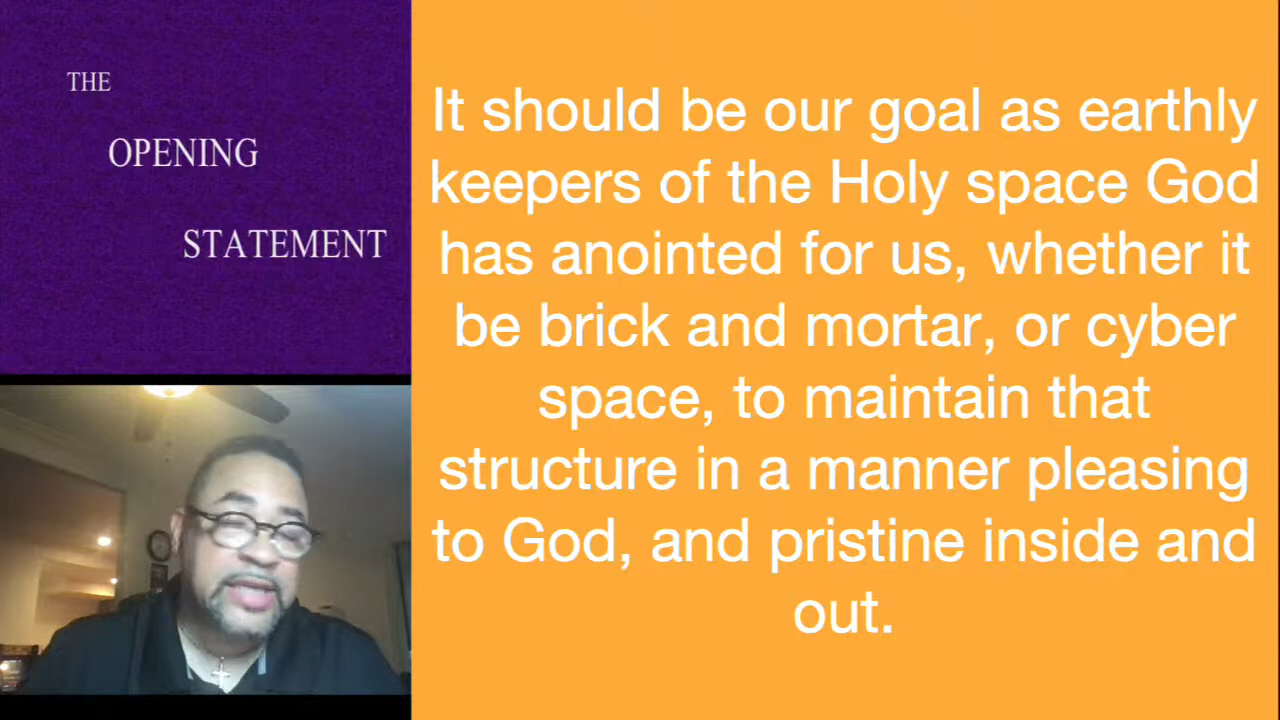 THE
OPENING
STATEMENT
It should be our goal as earthly
keepers of the Holy space God
has anointed for us, whether it
be brick and mortar, or cyber
space, to maintain that
structure in a manner pleasing
to God, and pristine inside and
out.